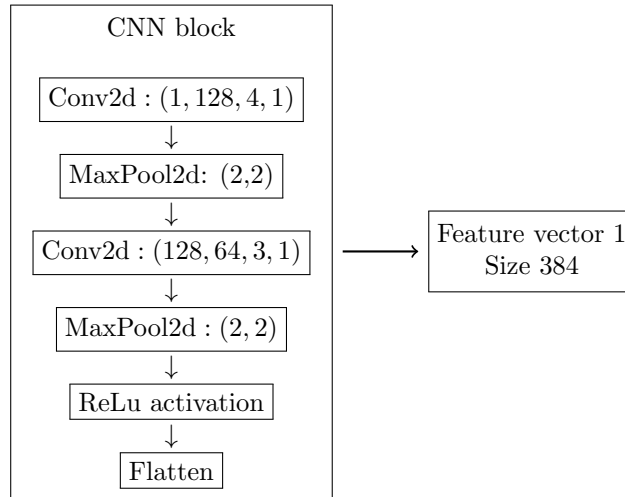 CNN block
Conv2d : (1, 128, 4, 1)
MaxPool2d: (2,2)
Conv2d : (128, 64, 3, 1)
MaxPool2d : (2, 2)
ReLu activation
Flatten
Feature vector 1
Size 384